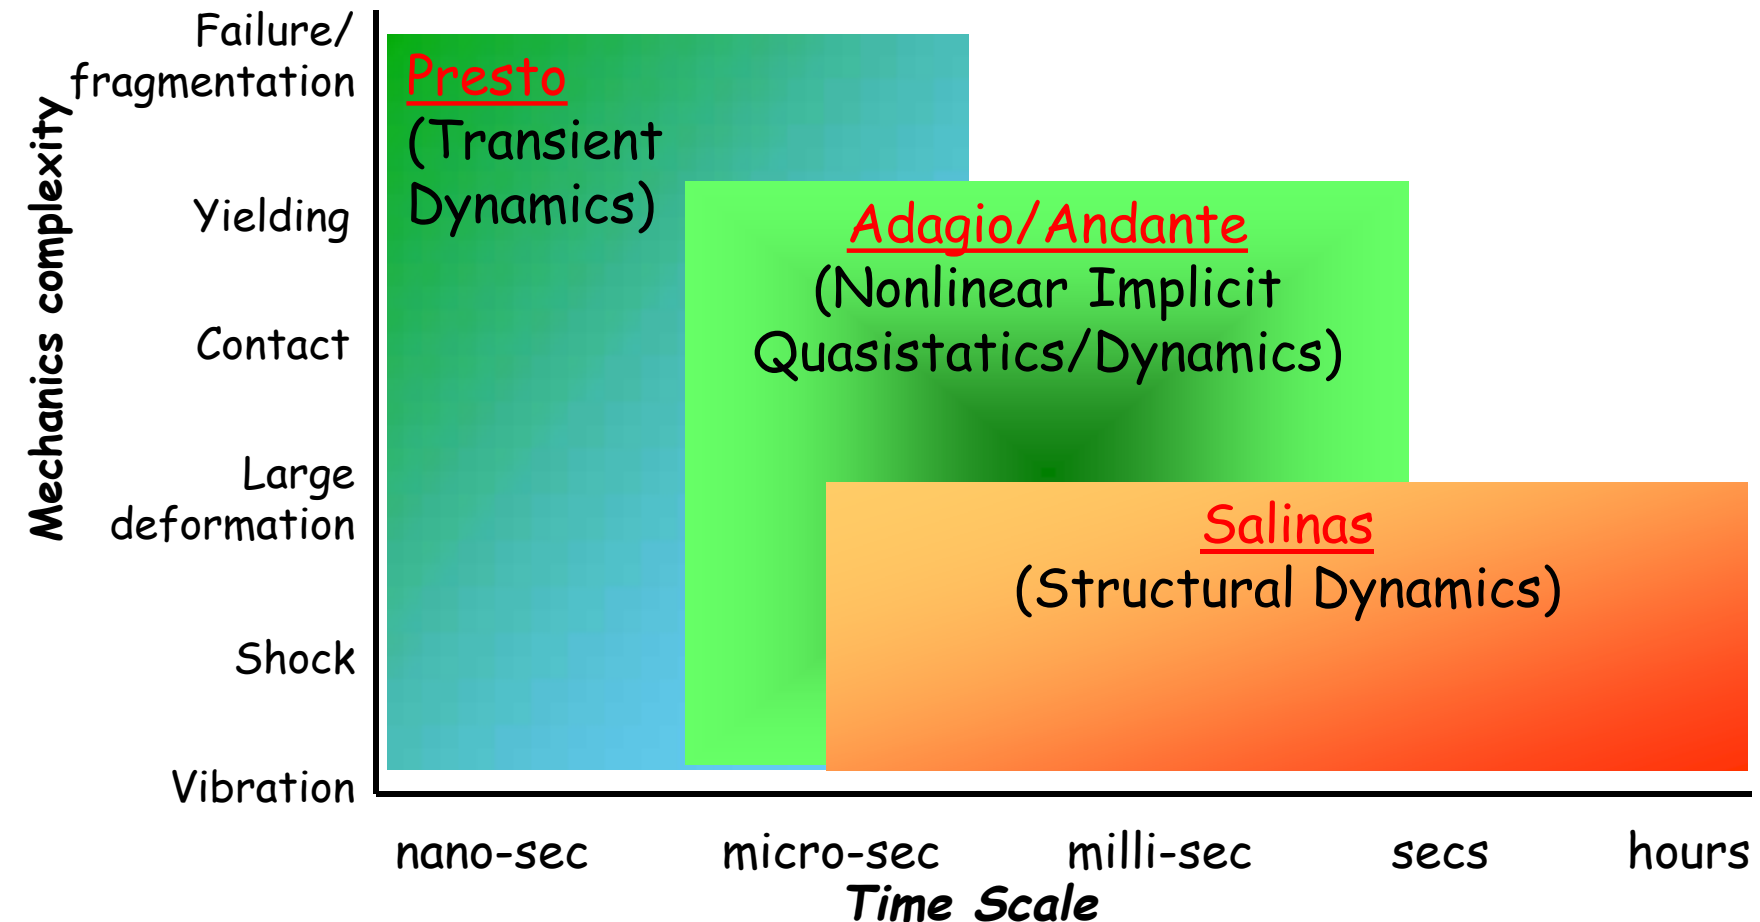 Mechanics complexity
Failure/
fragmentation
Yielding
Contact
Large
deformation
Shock
Vibration
Presto
(Transient
Dynamics)
Adagio/Andante
(Nonlinear Implicit
Quasistatics/Dynamics)
Salinas
(Structural Dynamics)
nano-sec micro-sec milli-sec secs hours
Time Scale